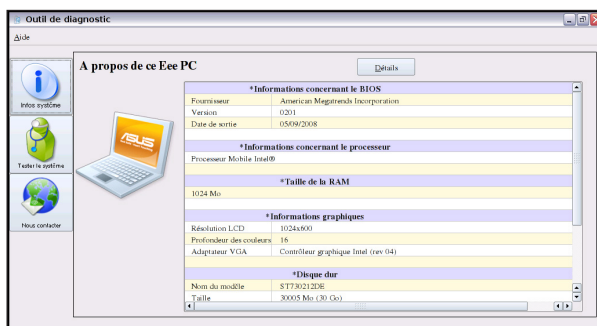 Outil de diagnostic
Aide
Infos système
Tester le système
Nous contacter
A propos de ce Eee PC
Détails
*Informations concernant le BIOS
Fournisseur American Megatrends Incorporation
Version 0201
Date de sortie 05/09/2008
*Informations concernant le processeur
Processeur Mobile Intel®
*Taille de la RAM
1024 Mo
*Informations graphiques
Résolution LCD 1024x600
Profondeur des couleurs 16
Adaptateur VGA Contrôleur graphique Intel (rev 04)
*Disque dur
Nom du modèle ST730212DE
Taille 30005 Mo (30 Go)
ASUS